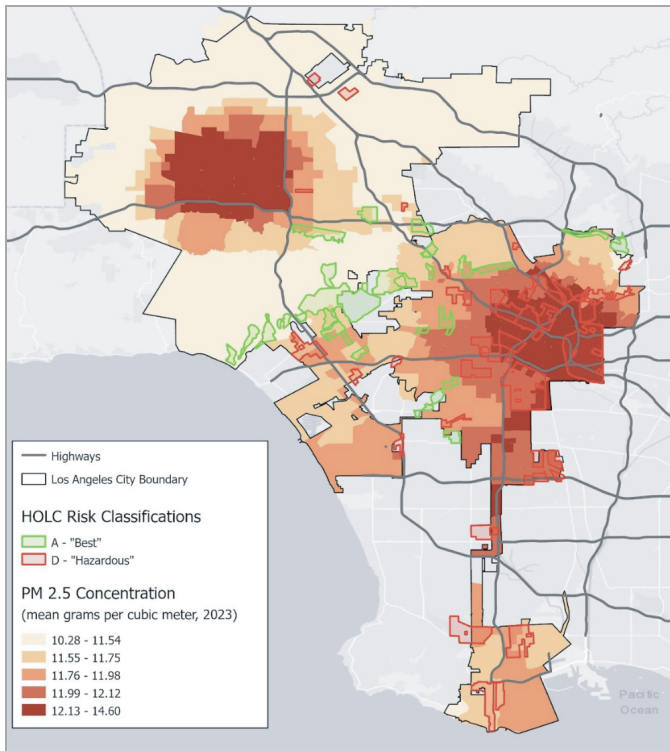 Highways
Los Angeles City Boundary
HOLC Risk Classifications
A - "Best"
D - "Hazardous"
PM 2.5 Concentration
(mean grams per cubic meter, 2023)
10.28 - 11.54
11.55 - 11.75
11.76 - 11.98
11.99 - 12.12
12.13 - 14.60
Pacific
Ocean